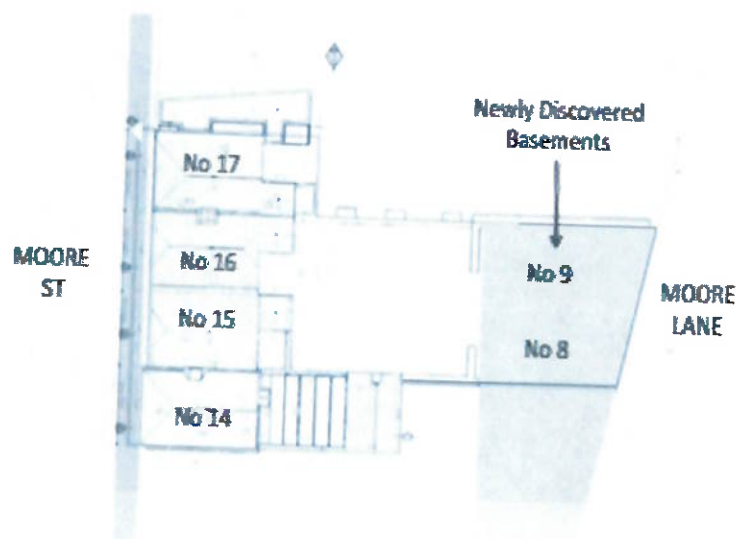 Newly Discovered
Basements
No 17
MOORE
ST
No 16
No 9
MOORE
LANE
No 15
No 8
No 14